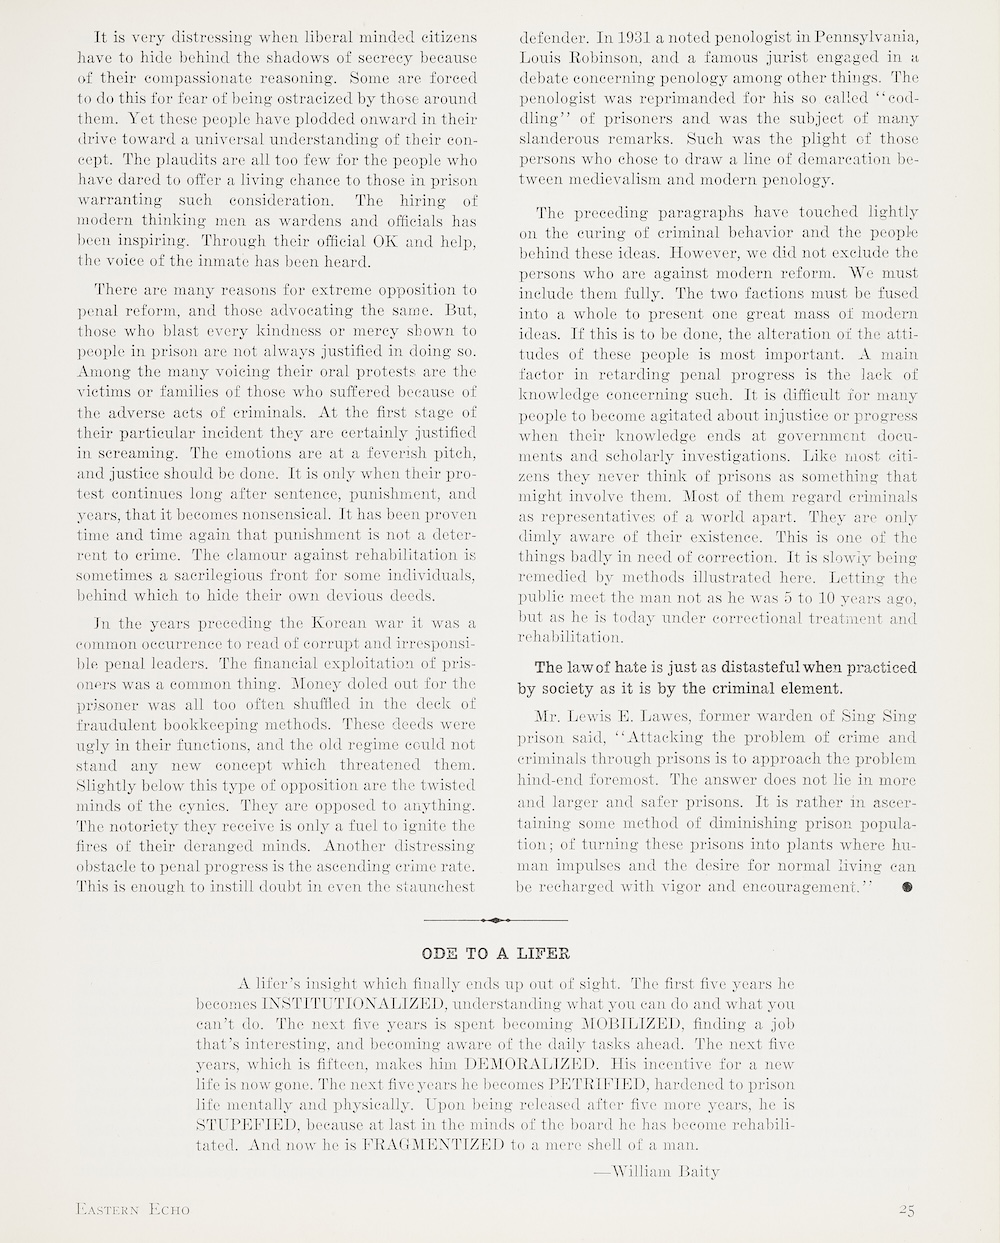 It is very distressing when liberal minded citizens
have to hide behind the shadows of secrecy because
of their compassionate reasoning. Some are forced
to do this for fear of being ostracized by those around
them. Yet these people have plodded onward in their
drive toward a universal understanding of their con-
cept. The plaudits are all too few for the people who
have dared to offer a living chance to those in prison
warranting such consideration. The hiring of
modern thinking men as wardens and officials has
been inspiring. Through their official OK and help,
the voice of the inmate has been heard.
There are many reasons for extreme opposition to
penal reform, and those advocating the same. But,
those who blast every kindness or mercy shown to
people in prison are not always justified in doing so.
Among the many voicing their oral protests are the
victims or families of those who suffered because of
the adverse acts of criminals. At the first stage of
their particular incident they are certainly justified
in screaming. The emotions are at a feverish pitch,
and justice should be done. It is only when their pro-
test continues long after sentence, punishment, and
years, that it becomes nonsensical. It has been proven
time and time again that punishment is not a deter-
rent to crime. The clamour against rehabilitation is
sometimes a sacrilegious front for some individuals,
behind which to hide their own devious deeds.
In the years preceding the Korean war it was a
common occurrence to read of corrupt and irresponsi-
ble penal leaders. The financial exploitation of pris-
oners was a common thing. Money doled out for the
prisoner was all too often shuffled in the deck of
fraudulent bookkeeping methods. These deeds were
ugly in their functions, and the old regime could not
stand any new concept which threatened them.
Slightly below this type of opposition are the twisted
minds of the cynics. They are opposed to anything.
The notoriety they receive is only a fuel to ignite the
fires of their deranged minds. Another distressing
obstacle to penal progress is the ascending crime rate.
This is enough to instill doubt in even the staunchest
defender. In 1931 a noted penologist in Pennsylvania,
Louis Robinson, and a famous jurist engaged in a
debate concerning penology among other things. The
penologist was reprimanded for his so called "cod-
dling" of prisoners and was the subject of many
slanderous remarks. Such was the plight of those
persons who chose to draw a line of demarcation be-
tween medievalism and modern penology.
The preceding paragraphs have touched lightly
on the curing of criminal behavior and the people
behind these ideas. However, we did not exclude the
persons who are against modern reform. We must
include them fully. The two factions must be fused
into a whole to present one great mass of modern
ideas. If this is to be done, the alteration of the atti-
tudes of these people is most important. A main
factor in retarding penal progress is the lack of
knowledge concerning such. It is difficult for many
people to become agitated about injustice or progress
when their knowledge ends at government docu-
ments and scholarly investigations. Like most citi-
zens they never think of prisons as something that
might involve them. Most of them regard criminals
as representatives of a world apart. They are only
dimly aware of their existence. This is one of the
things badly in need of correction. It is slowly being
remedied by methods illustrated here. Letting the
public meet the man not as he was 5 to 10 years ago,
but as he is today under correctional treatment and
rehabilitation.
The law of hate is just as distasteful when practiced
by society as it is by the criminal element.
Mr. Lewis E. Lawes, former warden of Sing Sing
prison said, "Attacking the problem of crime and
criminals through prisons is to approach the problem
hind-end foremost. The answer does not lie in more
and larger and safer prisons. It is rather in ascer-
taining some method of diminishing prison popula-
tion; of turning these prisons into plants where hu-
man impulses and the desire for normal living can
be recharged with vigor and encouragement."
ODE TO A LIFER
A lifer's insight which finally ends up out of sight. The first five years he
becomes INSTITUTIONALIZED, understanding what you can do and what you
can't do. The next five years is spent becoming MOBILIZED, finding a job
that's interesting, and becoming aware of the daily tasks ahead. The next five
years, which is fifteen, makes him DEMORALIZED. His incentive for a new
life is now gone. The next five years he becomes PETRIFIED, hardened to prison
life mentally and physically. Upon being released after five more years, he is
STUPEFIED, because at last in the minds of the board he has become rehabili-
tated. And now he is FRAGMENTIZED to a mere shell of a man.
—William Baity
EASTERN ECHO
25